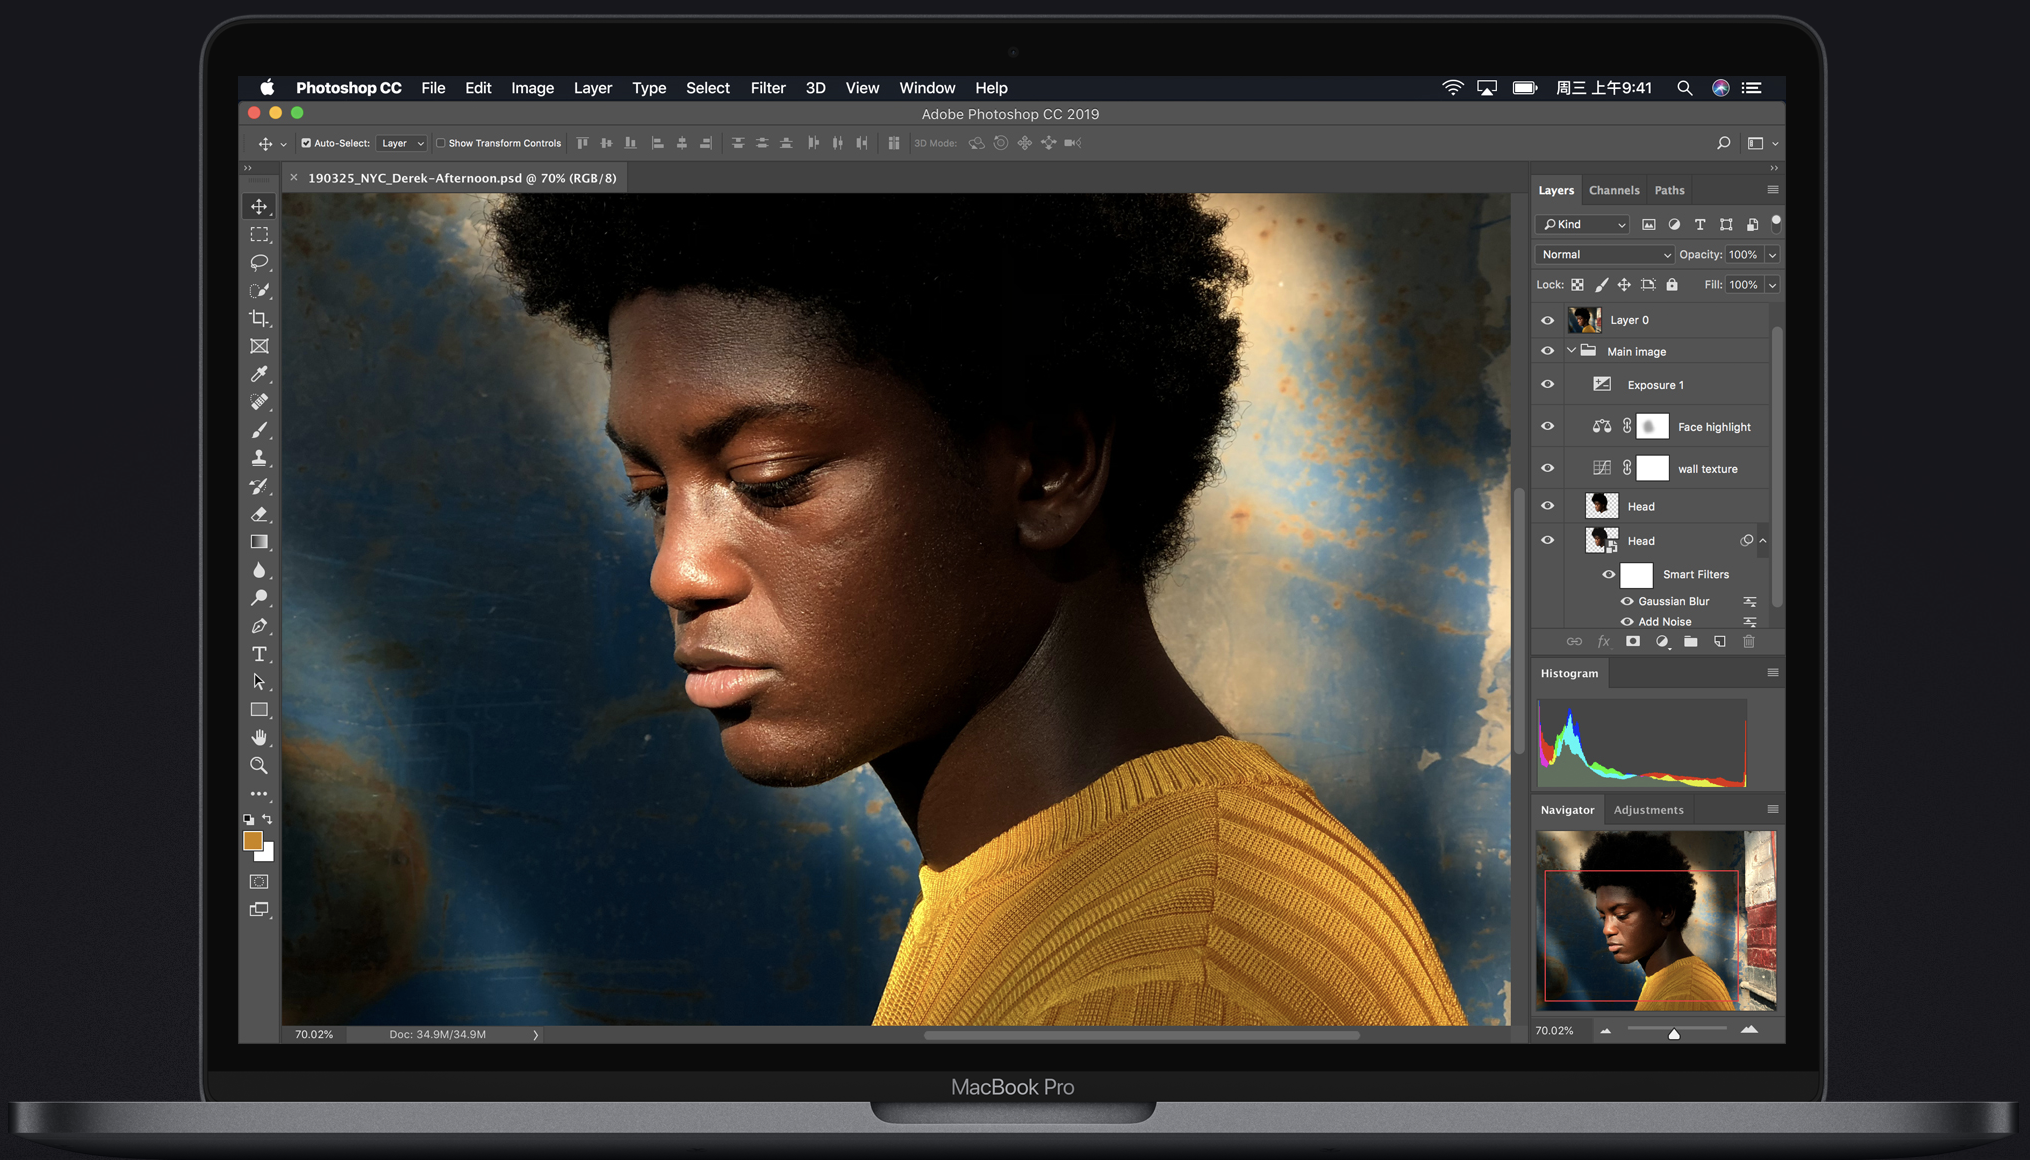 Photoshop CC File Edit Image Layer Type Select Filter 3D View Window Help 周三 上午9:41
Adobe Photoshop CC 2019
Auto-Select: Layer Show Transform Controls 3D Mode:
190325_NYC_Derek-Afternoon.psd @ 70% (RGB/8)
Layers Channels Paths
Kind
Normal Opacity: 100%
Lock: Fill: 100%
Layer 0
Main image
Exposure 1
Face highlight
wall texture
Head
Head
Smart Filters
Gaussian Blur
Add Noise
fx
Histogram
Navigator Adjustments
70.02%
70.02% Doc: 34.9M/34.9M
MacBook Pro